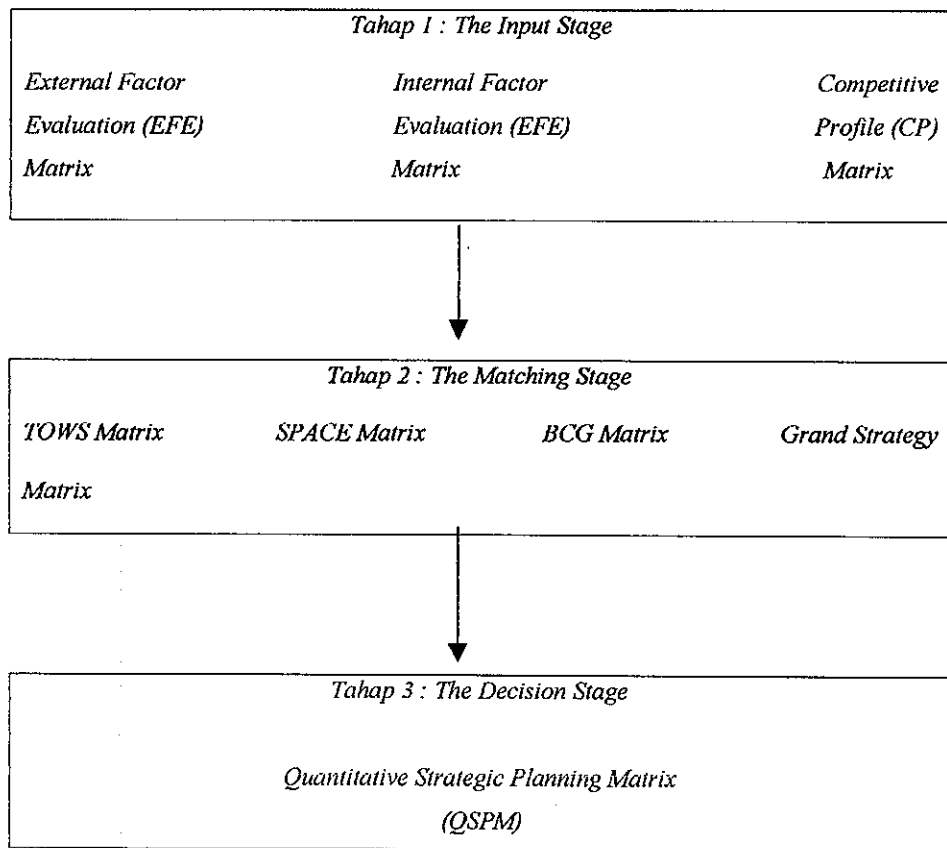 Tahap 1 : The Input Stage
External Factor Internal Factor Competitive
Evaluation (EFE) Evaluation (EFE) Profile (CP)
Matrix Matrix Matrix
Tahap 2 : The Matching Stage
TOWS Matrix SPACE Matrix BCG Matrix Grand Strategy
Matrix
Tahap 3 : The Decision Stage
Quantitative Strategic Planning Matrix
(QSPM)